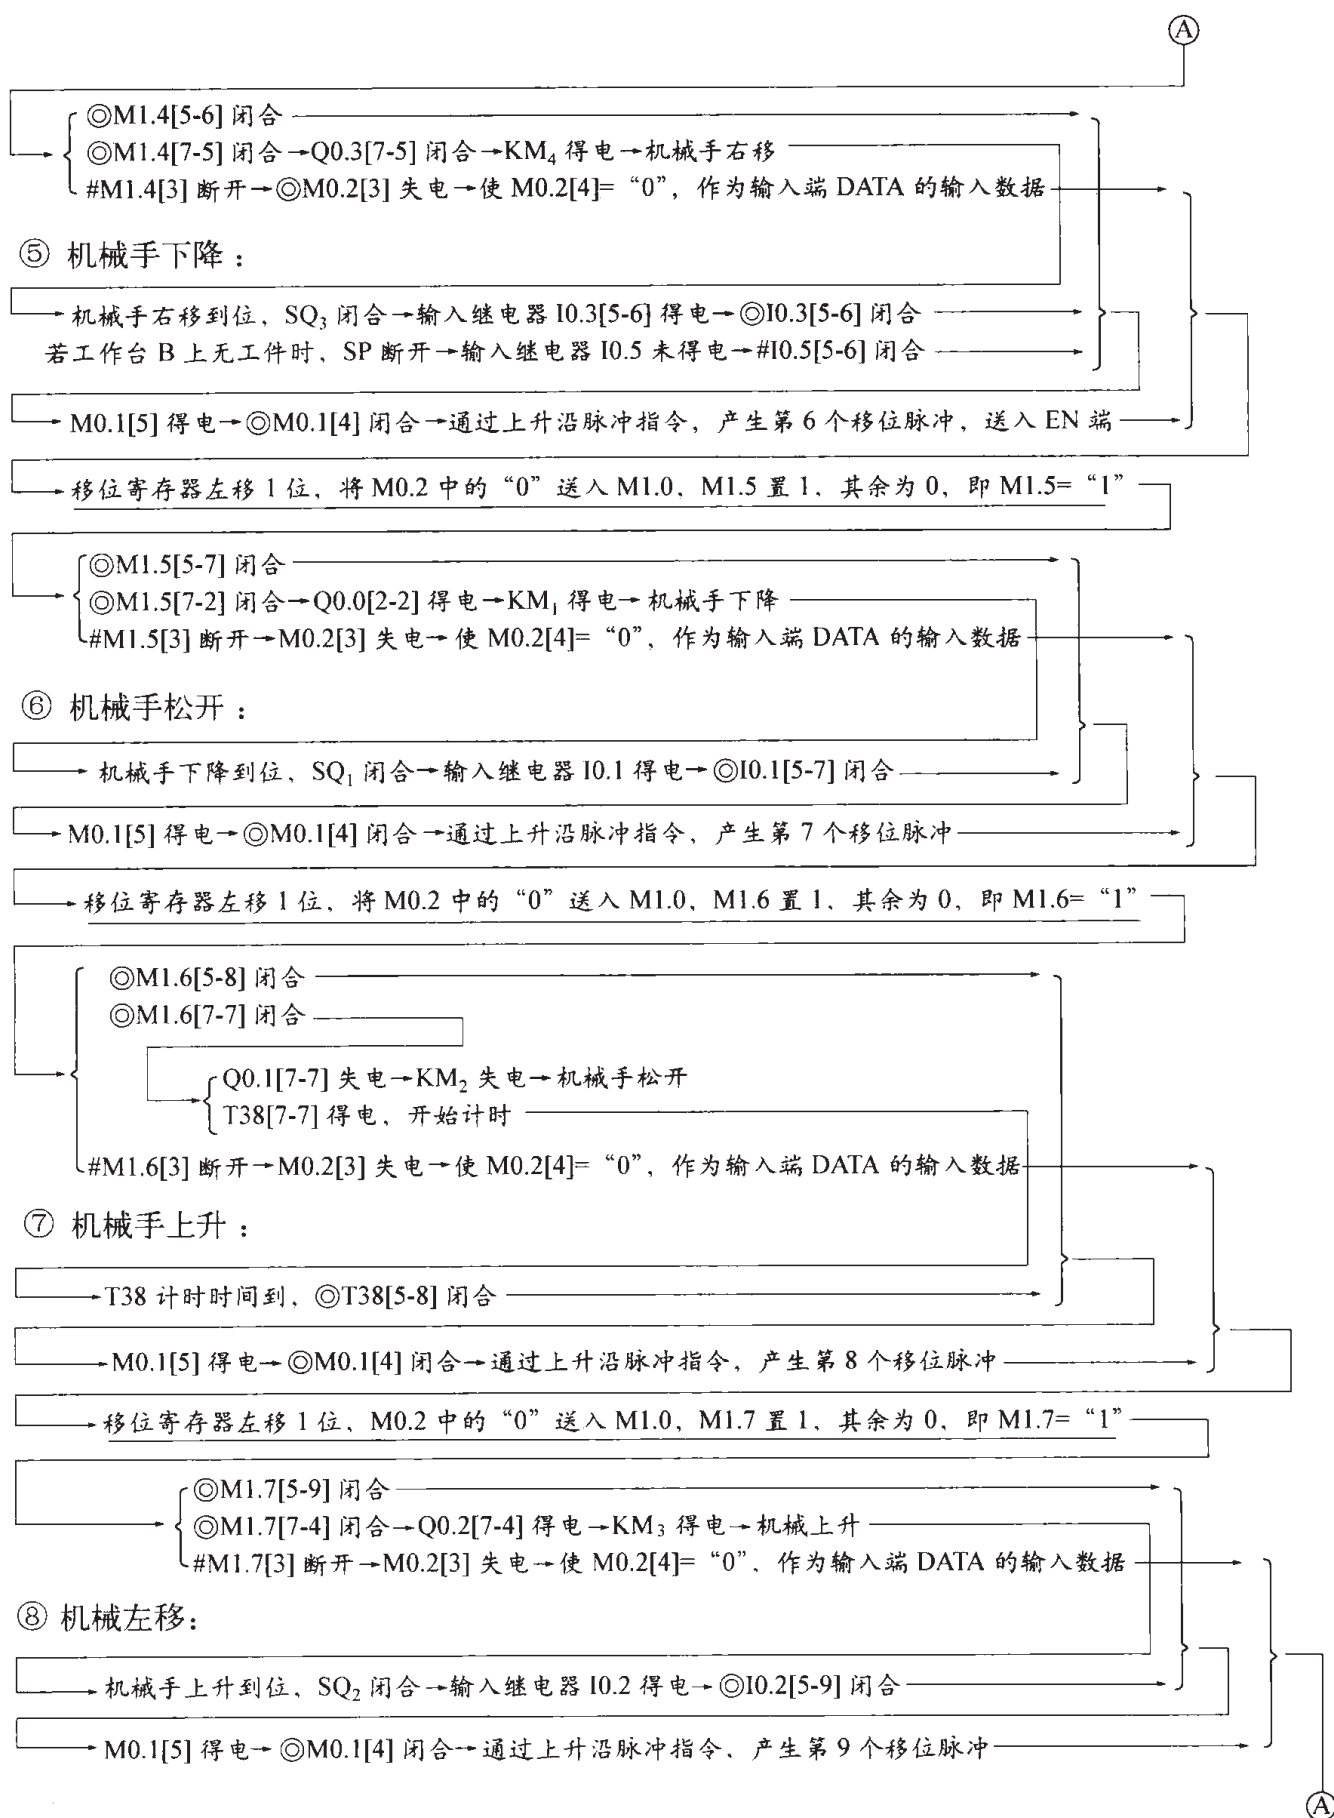 Ⓐ
◎M1.4[5-6] 闭合
◎M1.4[7-5] 闭合→Q0.3[7-5] 闭合→KM₄ 得电→机械手右移
#M1.4[3] 断开→◎M0.2[3] 失电→使 M0.2[4]= “0”，作为输入端 DATA 的输入数据
⑤ 机械手下降：
机械手右移到位、SQ₃ 闭合→输入继电器 I0.3[5-6] 得电→◎I0.3[5-6] 闭合
若工作台 B 上无工件时、SP 断开→输入继电器 I0.5 未得电→#I0.5[5-6] 闭合
M0.1[5] 得电→◎M0.1[4] 闭合→通过上升沿脉冲指令，产生第 6 个移位脉冲，送入 EN 端
移位寄存器左移 1 位，将 M0.2 中的“0”送入 M1.0，M1.5 置 1，其余为 0，即 M1.5= “1”
◎M1.5[5-7] 闭合
◎M1.5[7-2] 闭合→Q0.0[2-2] 得电→KM₁ 得电→机械手下降
#M1.5[3] 断开→M0.2[3] 失电→使 M0.2[4]= “0”，作为输入端 DATA 的输入数据
⑥ 机械手松开：
机械手下降到位、SQ₁ 闭合→输入继电器 I0.1 得电→◎I0.1[5-7] 闭合
M0.1[5] 得电→◎M0.1[4] 闭合→通过上升沿脉冲指令，产生第 7 个移位脉冲
移位寄存器左移 1 位，将 M0.2 中的“0”送入 M1.0，M1.6 置 1，其余为 0，即 M1.6= “1”
◎M1.6[5-8] 闭合
◎M1.6[7-7] 闭合
Q0.1[7-7] 失电→KM₂ 失电→机械手松开
T38[7-7] 得电，开始计时
#M1.6[3] 断开→M0.2[3] 失电→使 M0.2[4]= “0”，作为输入端 DATA 的输入数据
⑦ 机械手上升：
T38 计时时间到，◎T38[5-8] 闭合
M0.1[5] 得电→◎M0.1[4] 闭合→通过上升沿脉冲指令，产生第 8 个移位脉冲
移位寄存器左移 1 位，M0.2 中的“0”送入 M1.0，M1.7 置 1，其余为 0，即 M1.7= “1”
◎M1.7[5-9] 闭合
◎M1.7[7-4] 闭合→Q0.2[7-4] 得电→KM₃ 得电→机械上升
#M1.7[3] 断开→M0.2[3] 失电→使 M0.2[4]= “0”，作为输入端 DATA 的输入数据
⑧ 机械左移：
机械手上升到位、SQ₂ 闭合→输入继电器 I0.2 得电→◎I0.2[5-9] 闭合
M0.1[5] 得电→◎M0.1[4] 闭合→通过上升沿脉冲指令，产生第 9 个移位脉冲
Ⓐ